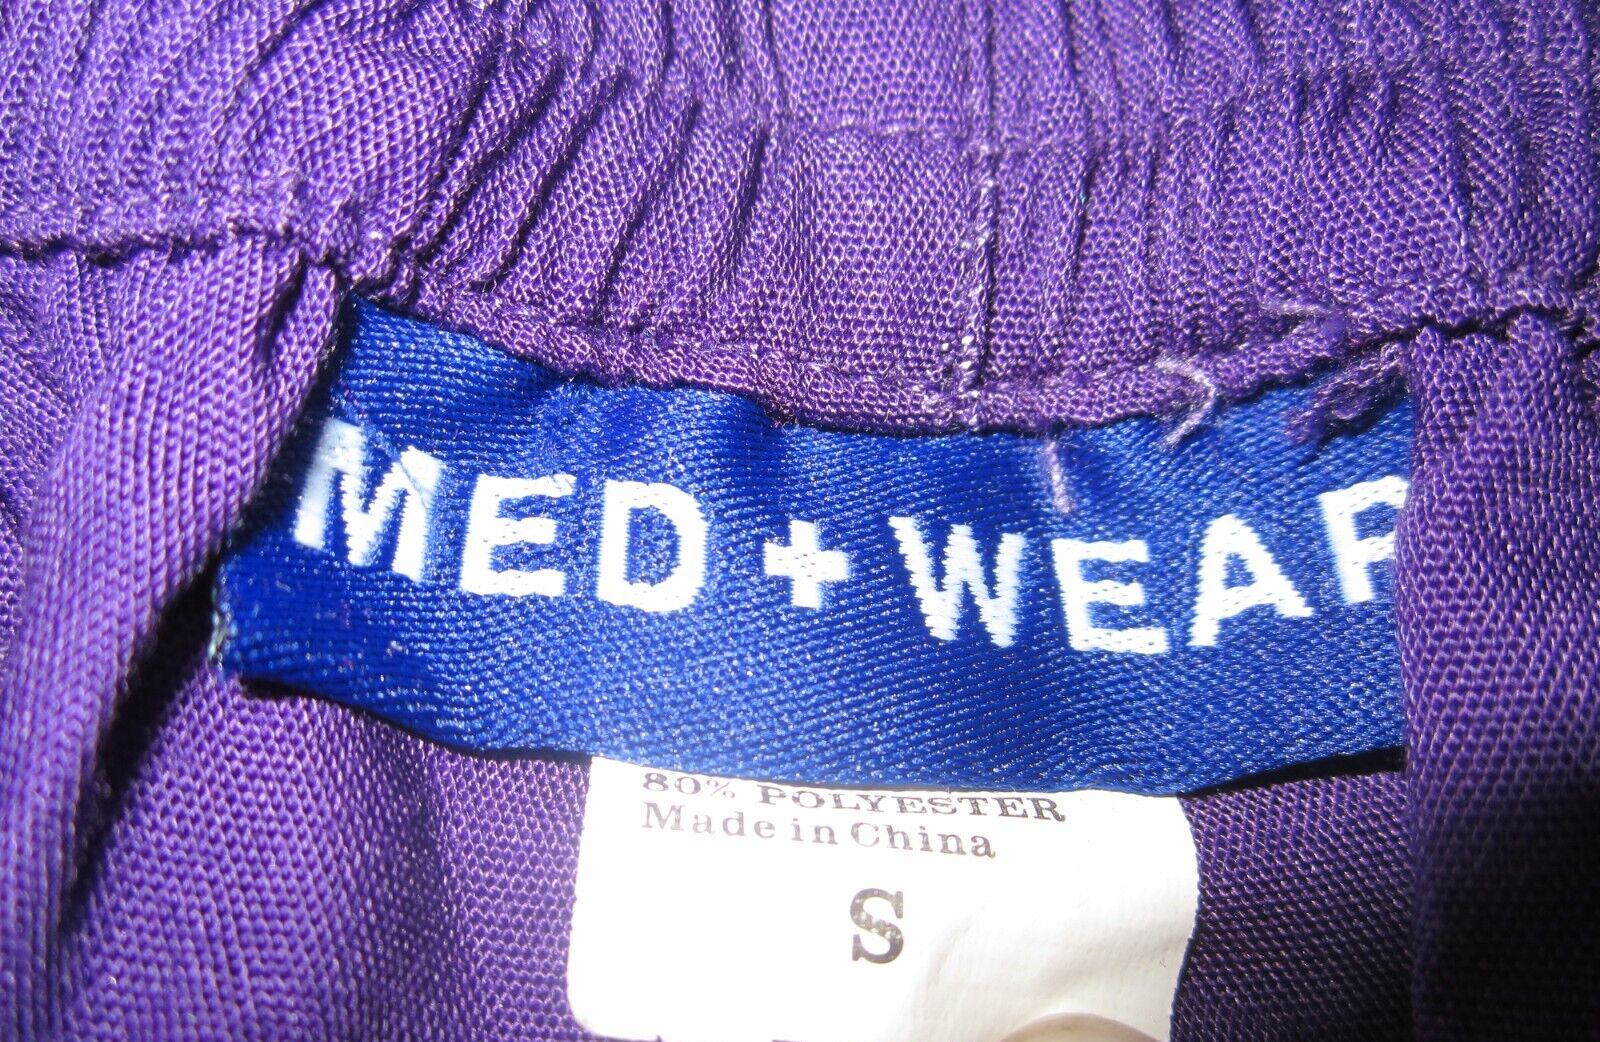 MED + WEAR
80% POLYESTER
Made in China
S